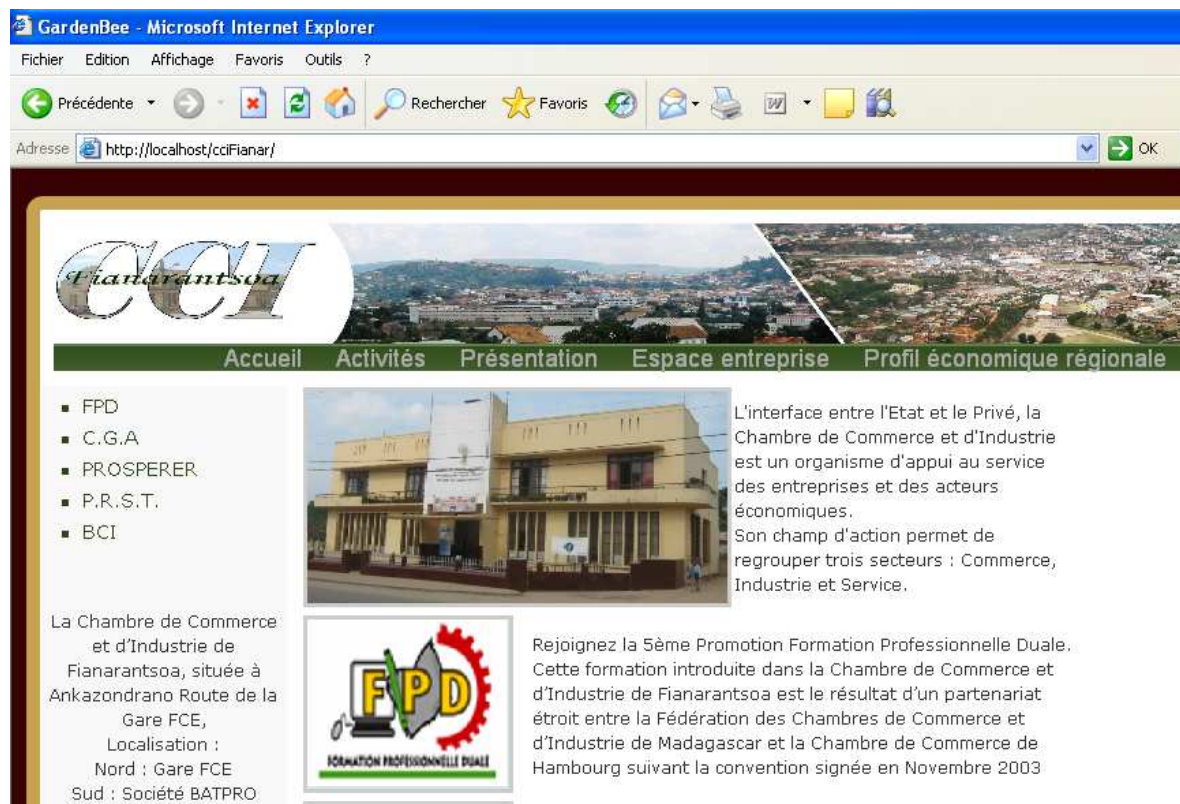 GardenBee - Microsoft Internet Explorer
Fichier Edition Affichage Favoris Outils ?
Précédente Rechercher Favoris
Adresse http://localhost/cciFianar/ OK
CCI
Fianarantsoa
Accueil Activités Présentation Espace entreprise Profil économique régionale
FPD
C.G.A
PROSPERER
P.R.S.T.
BCI
La Chambre de Commerce
et d'Industrie de
Fianarantsoa, située à
Ankazondrano Route de la
Gare FCE,
Localisation :
Nord : Gare FCE
Sud : Société BATPRO
L'interface entre l'Etat et le Privé, la
Chambre de Commerce et d'Industrie
est un organisme d'appui au service
des entreprises et des acteurs
économiques.
Son champ d'action permet de
regrouper trois secteurs : Commerce,
Industrie et Service.
FPD
FORMATION PROFESSIONNELLE DUALE
Rejoignez la 5ème Promotion Formation Professionnelle Duale.
Cette formation introduite dans la Chambre de Commerce et
d'Industrie de Fianarantsoa est le résultat d'un partenariat
étroit entre la Fédération des Chambres de Commerce et
d'Industrie de Madagascar et la Chambre de Commerce de
Hambourg suivant la convention signée en Novembre 2003